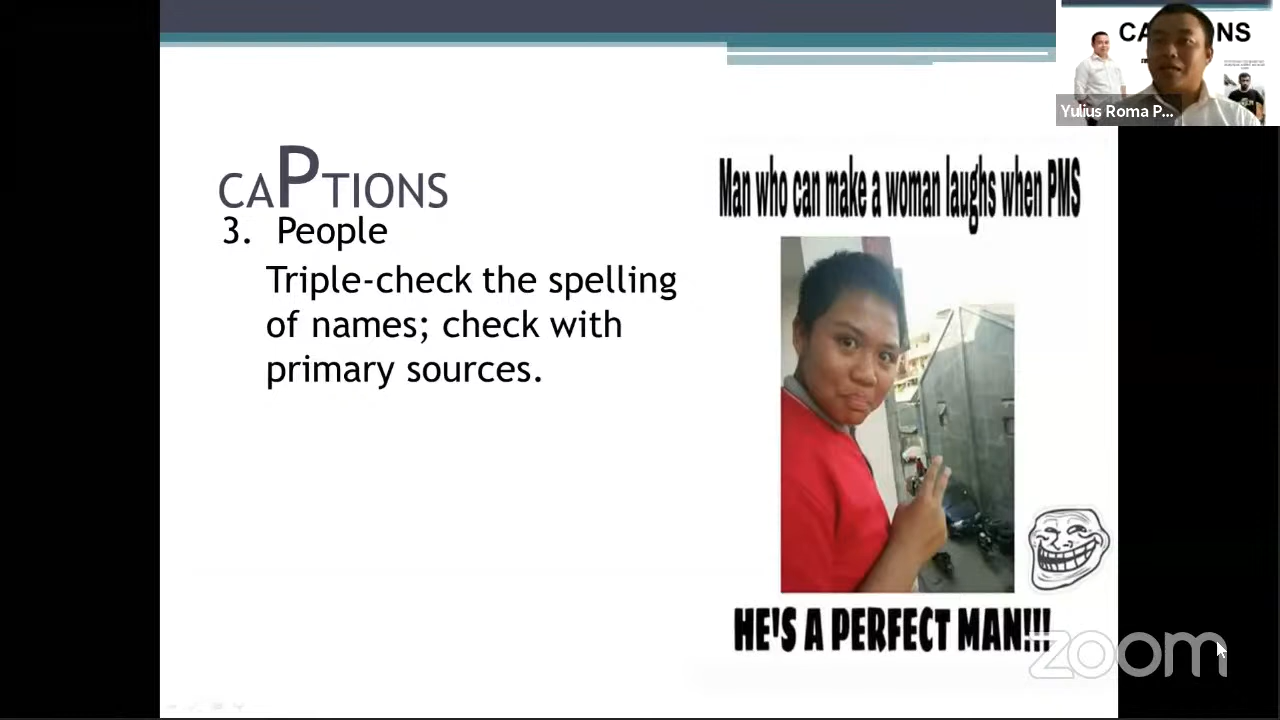 CAPTIONS
3. People
Triple-check the spelling
of names; check with
primary sources.
Man who can make a woman laughs when PMS
HE'S A PERFECT MAN!!!
zoom
Yulius Roma P...